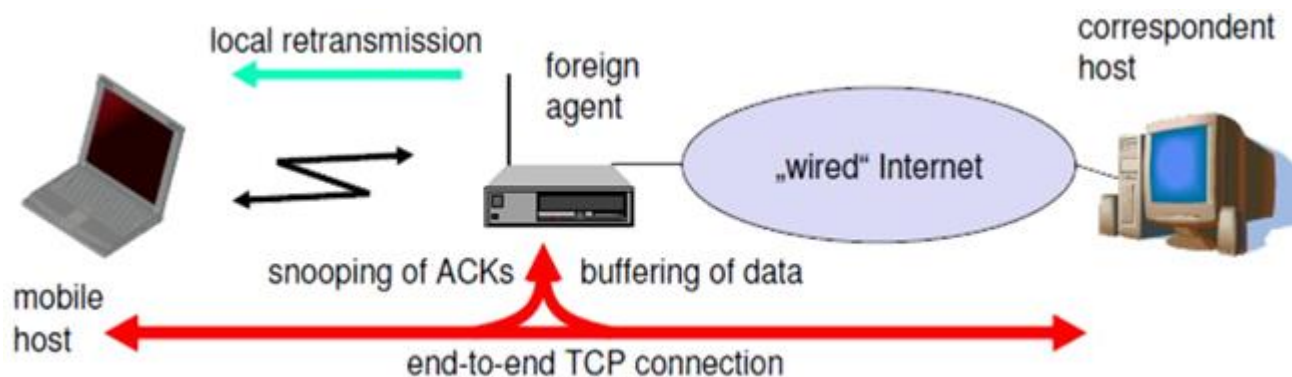 local retransmission
foreign
agent
correspondent
host
„wired“ Internet
snooping of ACKs
buffering of data
mobile
host
end-to-end TCP connection